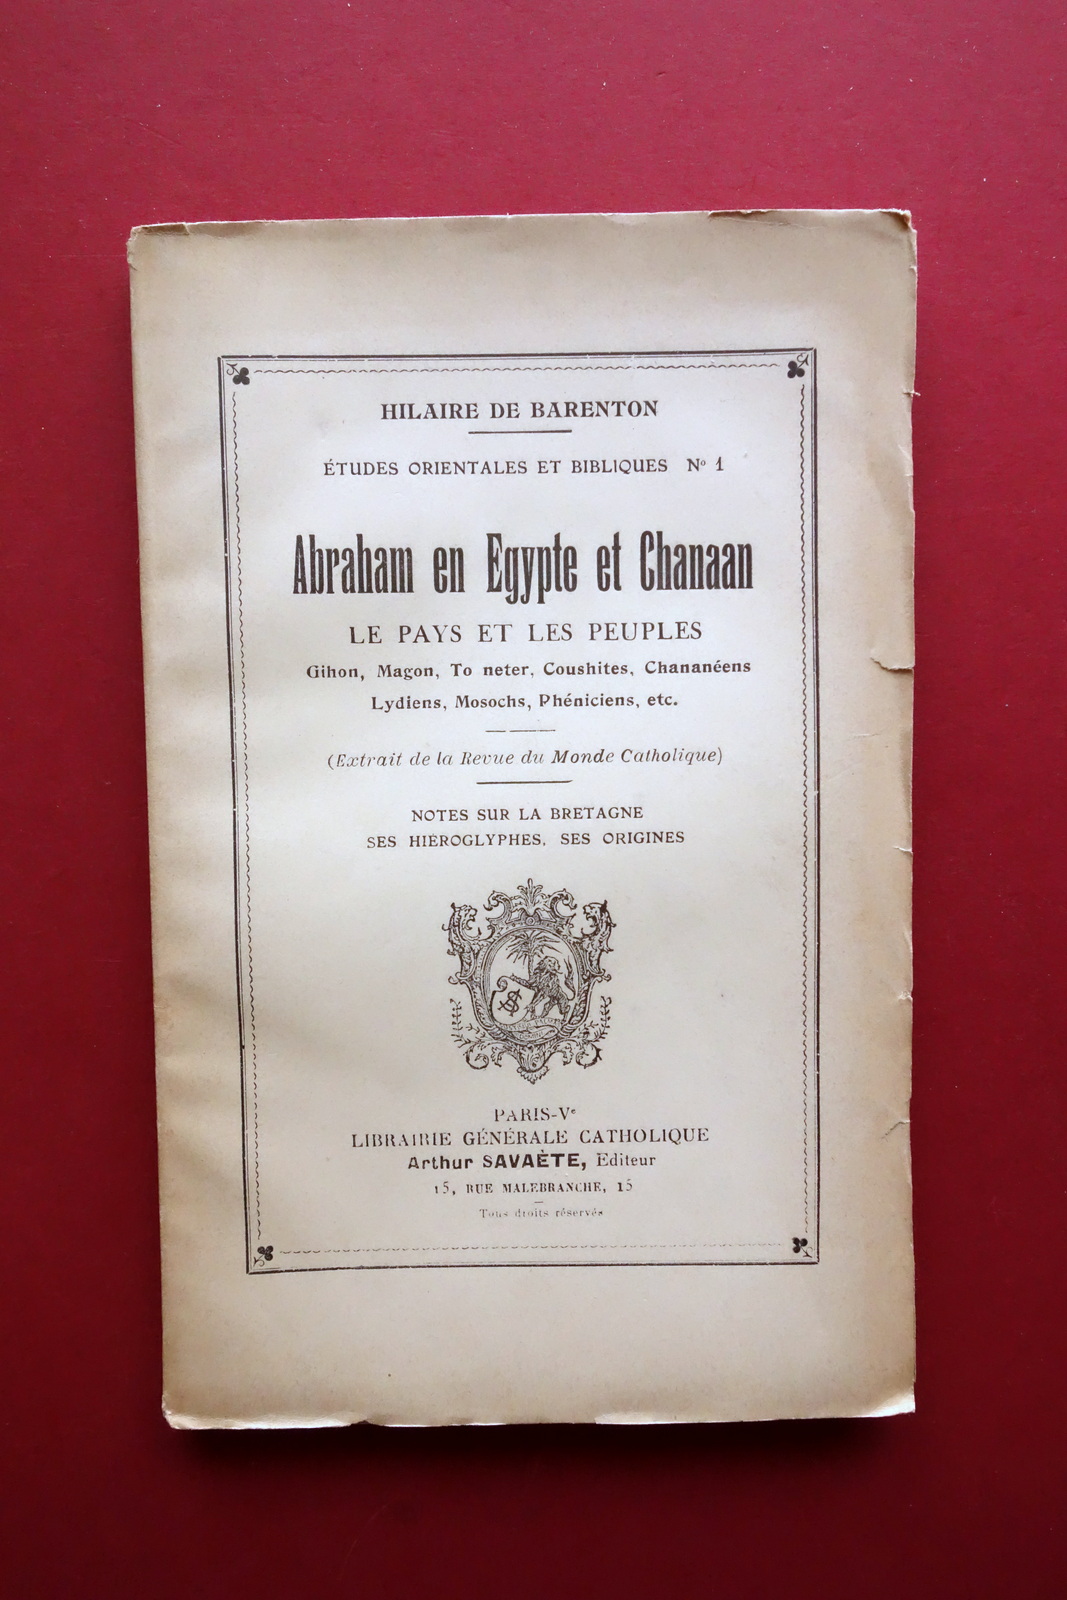 HILAIRE DE BARENTON
ÉTUDES ORIENTALES ET BIBLIQUES Nº 1
Abraham en Egypte et Chanaan
LE PAYS ET LES PEUPLES
Gihon, Magon, To neter, Coushites, Chananéens
Lydiens, Mosochs, Phéniciens, etc.
(Extrait de la Revue du Monde Catholique)
NOTES SUR LA BRETAGNE
SES HIÉROGLYPHES, SES ORIGINES
PARIS-Vᵉ
LIBRAIRIE GÉNÉRALE CATHOLIQUE
Arthur SAVAÈTE, Editeur
15, RUE MALEBRANCHE, 15
Tous droits réservés